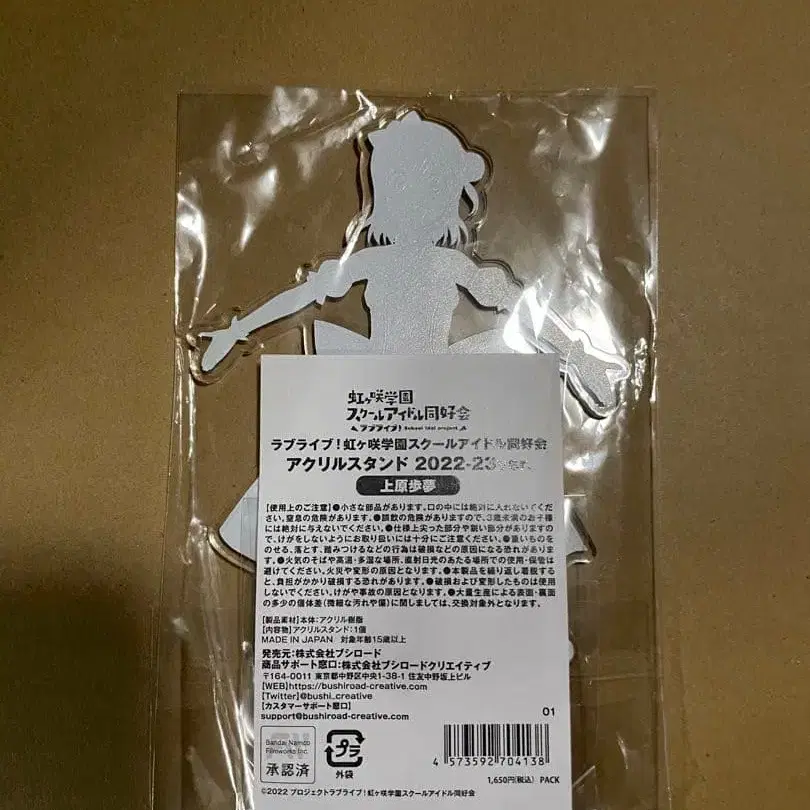 虹ヶ咲学園
スクールアイドル同好会
ラブライブ! School idol project
ラブライブ!虹ヶ咲学園スクールアイドル同好会
アクリルスタンド 2022-23
上原歩夢
【使用上のご注意】●小さな部品があります。口の中には絶対に入れないでくだ
さい。窒息の危険があります。●誤飲の危険がありますので、3歳未満のお子様
には絶対に与えないでください。●仕様上尖った部分や鋭い部分があります
ので、けがをしないようにお取り扱いには十分にご注意ください。●重いものを
のせる、落とす、踏みつけるなどの行為は破損などの原因になる恐れがありま
す。●火気のそばや高温・多湿な場所、直射日光のあたる場所での使用・保管は
避けてください。火災や変形の原因となります。●本製品を繰り返し着脱する
と、負担がかかり破損する恐れがあります。●破損および変形したものは使用
しないでください。けがや事故の原因となります。●大量生産による表面・裏面
の多少の個体差(微細な汚れや傷)に関しましては、交換対象外となります。
【製品素材】本体:アクリル樹脂
【内容物】アクリルスタンド:1個
MADE IN JAPAN 対象年齢15歳以上
発売元:株式会社ブシロード
商品サポート窓口:株式会社ブシロードクリエイティブ
〒164-0011 東京都中野区中央1-38-1 住友中野坂上ビル
[WEB]https://bushiroad-creative.com
[Twitter]@bushi_creative
【カスタマーサポート窓口】
support@bushiroad-creative.com
01
Bandai Namco
Filmworks Inc.
承認済
プラ
外袋
4 573592 704138
1,650円(税込) PACK
©2022 プロジェクトラブライブ!虹ヶ咲学園スクールアイドル同好会